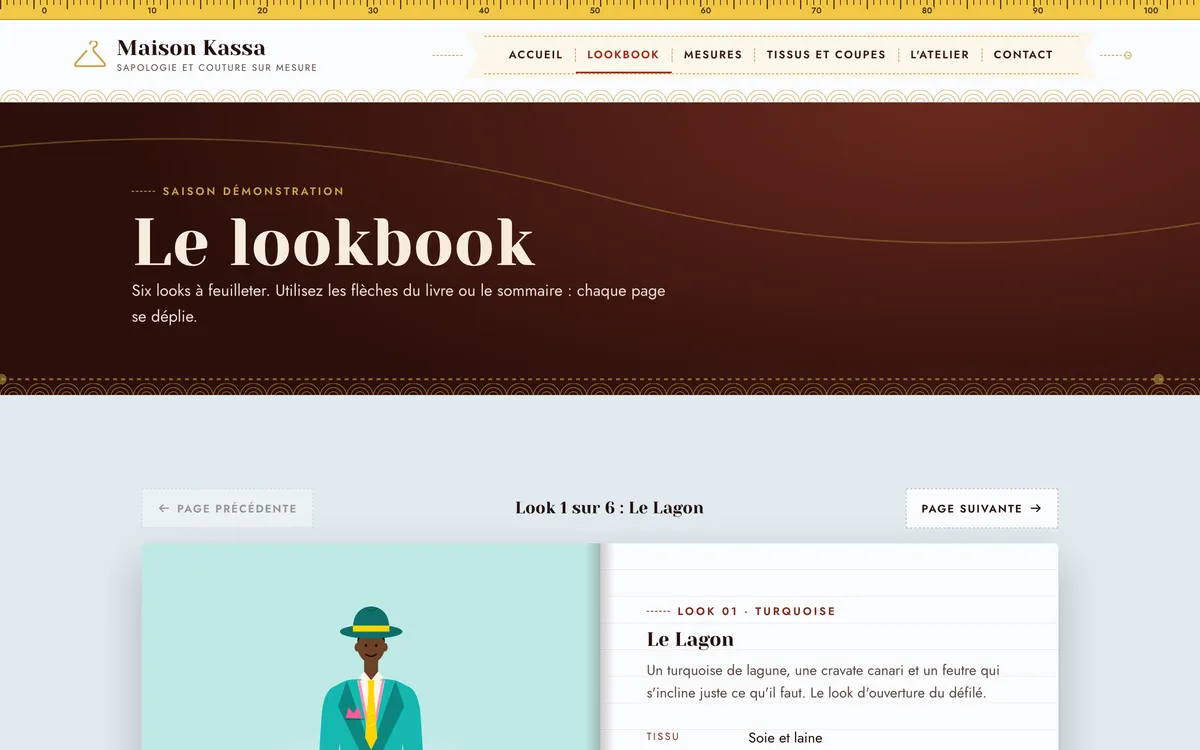 0 10 20 30 40 50 60 70 80 90 100
Maison Kassa
SAPOLOGIE ET COUTURE SUR MESURE
ACCUEIL LOOKBOOK MESURES TISSUS ET COUPES L'ATELIER CONTACT
SAISON DÉMONSTRATION
Le lookbook
Six looks à feuilleter. Utilisez les flèches du livre ou le sommaire : chaque page
se déplie.
← PAGE PRÉCÉDENTE
Look 1 sur 6 : Le Lagon
PAGE SUIVANTE →
LOOK 01 · TURQUOISE
Le Lagon
Un turquoise de lagune, une cravate canari et un feutre qui
s'incline juste ce qu'il faut. Le look d'ouverture du défilé.
TISSU Soie et laine